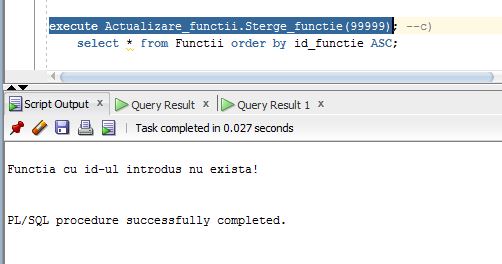 execute Actualizare_functii.Sterge_functie(99999); --c)
select * from Functii order by id_functie ASC;
Script Output x Query Result x Query Result 1 x
Task completed in 0.027 seconds
Functia cu id-ul introdus nu exista!
PL/SQL procedure successfully completed.